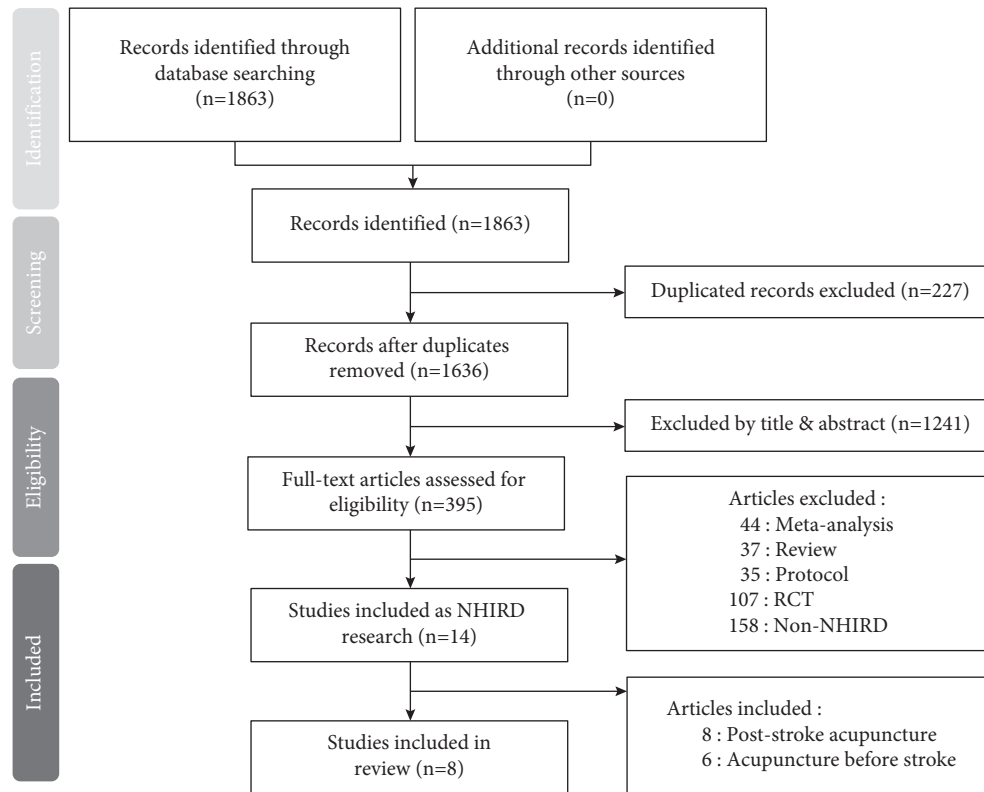 Identification
Records identified through
database searching
(n=1863)
Additional records identified
through other sources
(n=0)
Records identified (n=1863)
Screening
Duplicated records excluded (n=227)
Records after duplicates
removed (n=1636)
Excluded by title & abstract (n=1241)
Eligibility
Full-text articles assessed for
eligibility (n=395)
Articles excluded :
44 : Meta-analysis
37 : Review
35 : Protocol
107 : RCT
158 : Non-NHIRD
Included
Studies included as NHIRD
research (n=14)
Articles included :
8 : Post-stroke acupuncture
6 : Acupuncture before stroke
Studies included in
review (n=8)